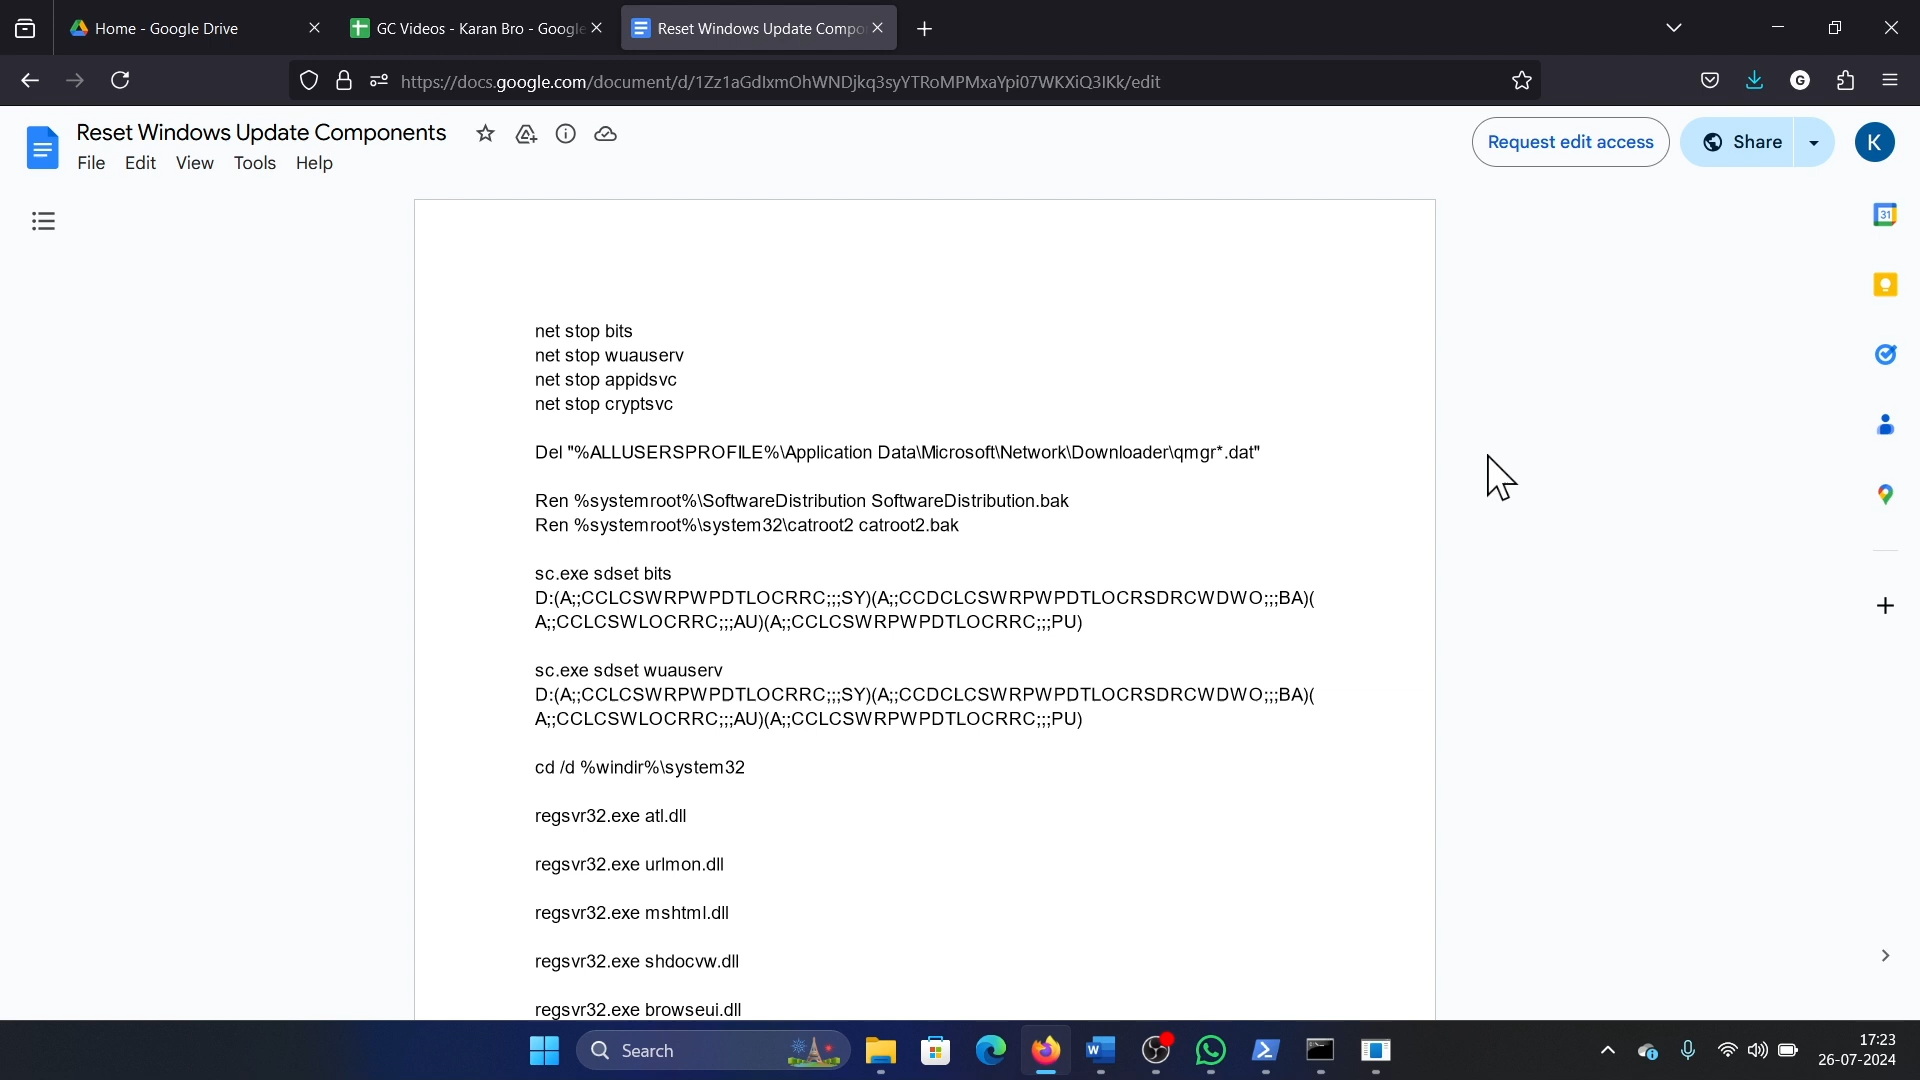 Home - Google Drive
GC Videos - Karan Bro - Google
Reset Windows Update Compo
https://docs.google.com/document/d/1Zz1aGdIxmOhWNDjkq3syYTRoMPMxaYpi07WKXiQ3IKk/edit
G
Reset Windows Update Components
File Edit View Tools Help
Request edit access
Share
K
31
net stop bits
net stop wuauserv
net stop appidsvc
net stop cryptsvc
Del "%ALLUSERSPROFILE%\Application Data\Microsoft\Network\Downloader\qmgr*.dat"
Ren %systemroot%\SoftwareDistribution SoftwareDistribution.bak
Ren %systemroot%\system32\catroot2 catroot2.bak
sc.exe sdset bits
D:(A;;CCLCSWRPWPDTLOCRRC;;;SY)(A;;CCDCLCSWRPWPDTLOCRSDRCWDWO;;;BA)(
A;;CCLCSWLOCRRC;;;AU)(A;;CCLCSWRPWPDTLOCRRC;;;PU)
sc.exe sdset wuauserv
D:(A;;CCLCSWRPWPDTLOCRRC;;;SY)(A;;CCDCLCSWRPWPDTLOCRSDRCWDWO;;;BA)(
A;;CCLCSWLOCRRC;;;AU)(A;;CCLCSWRPWPDTLOCRRC;;;PU)
cd /d %windir%\system32
regsvr32.exe atl.dll
regsvr32.exe urlmon.dll
regsvr32.exe mshtml.dll
regsvr32.exe shdocvw.dll
regsvr32.exe browseui.dll
Search
W
17:23
26-07-2024